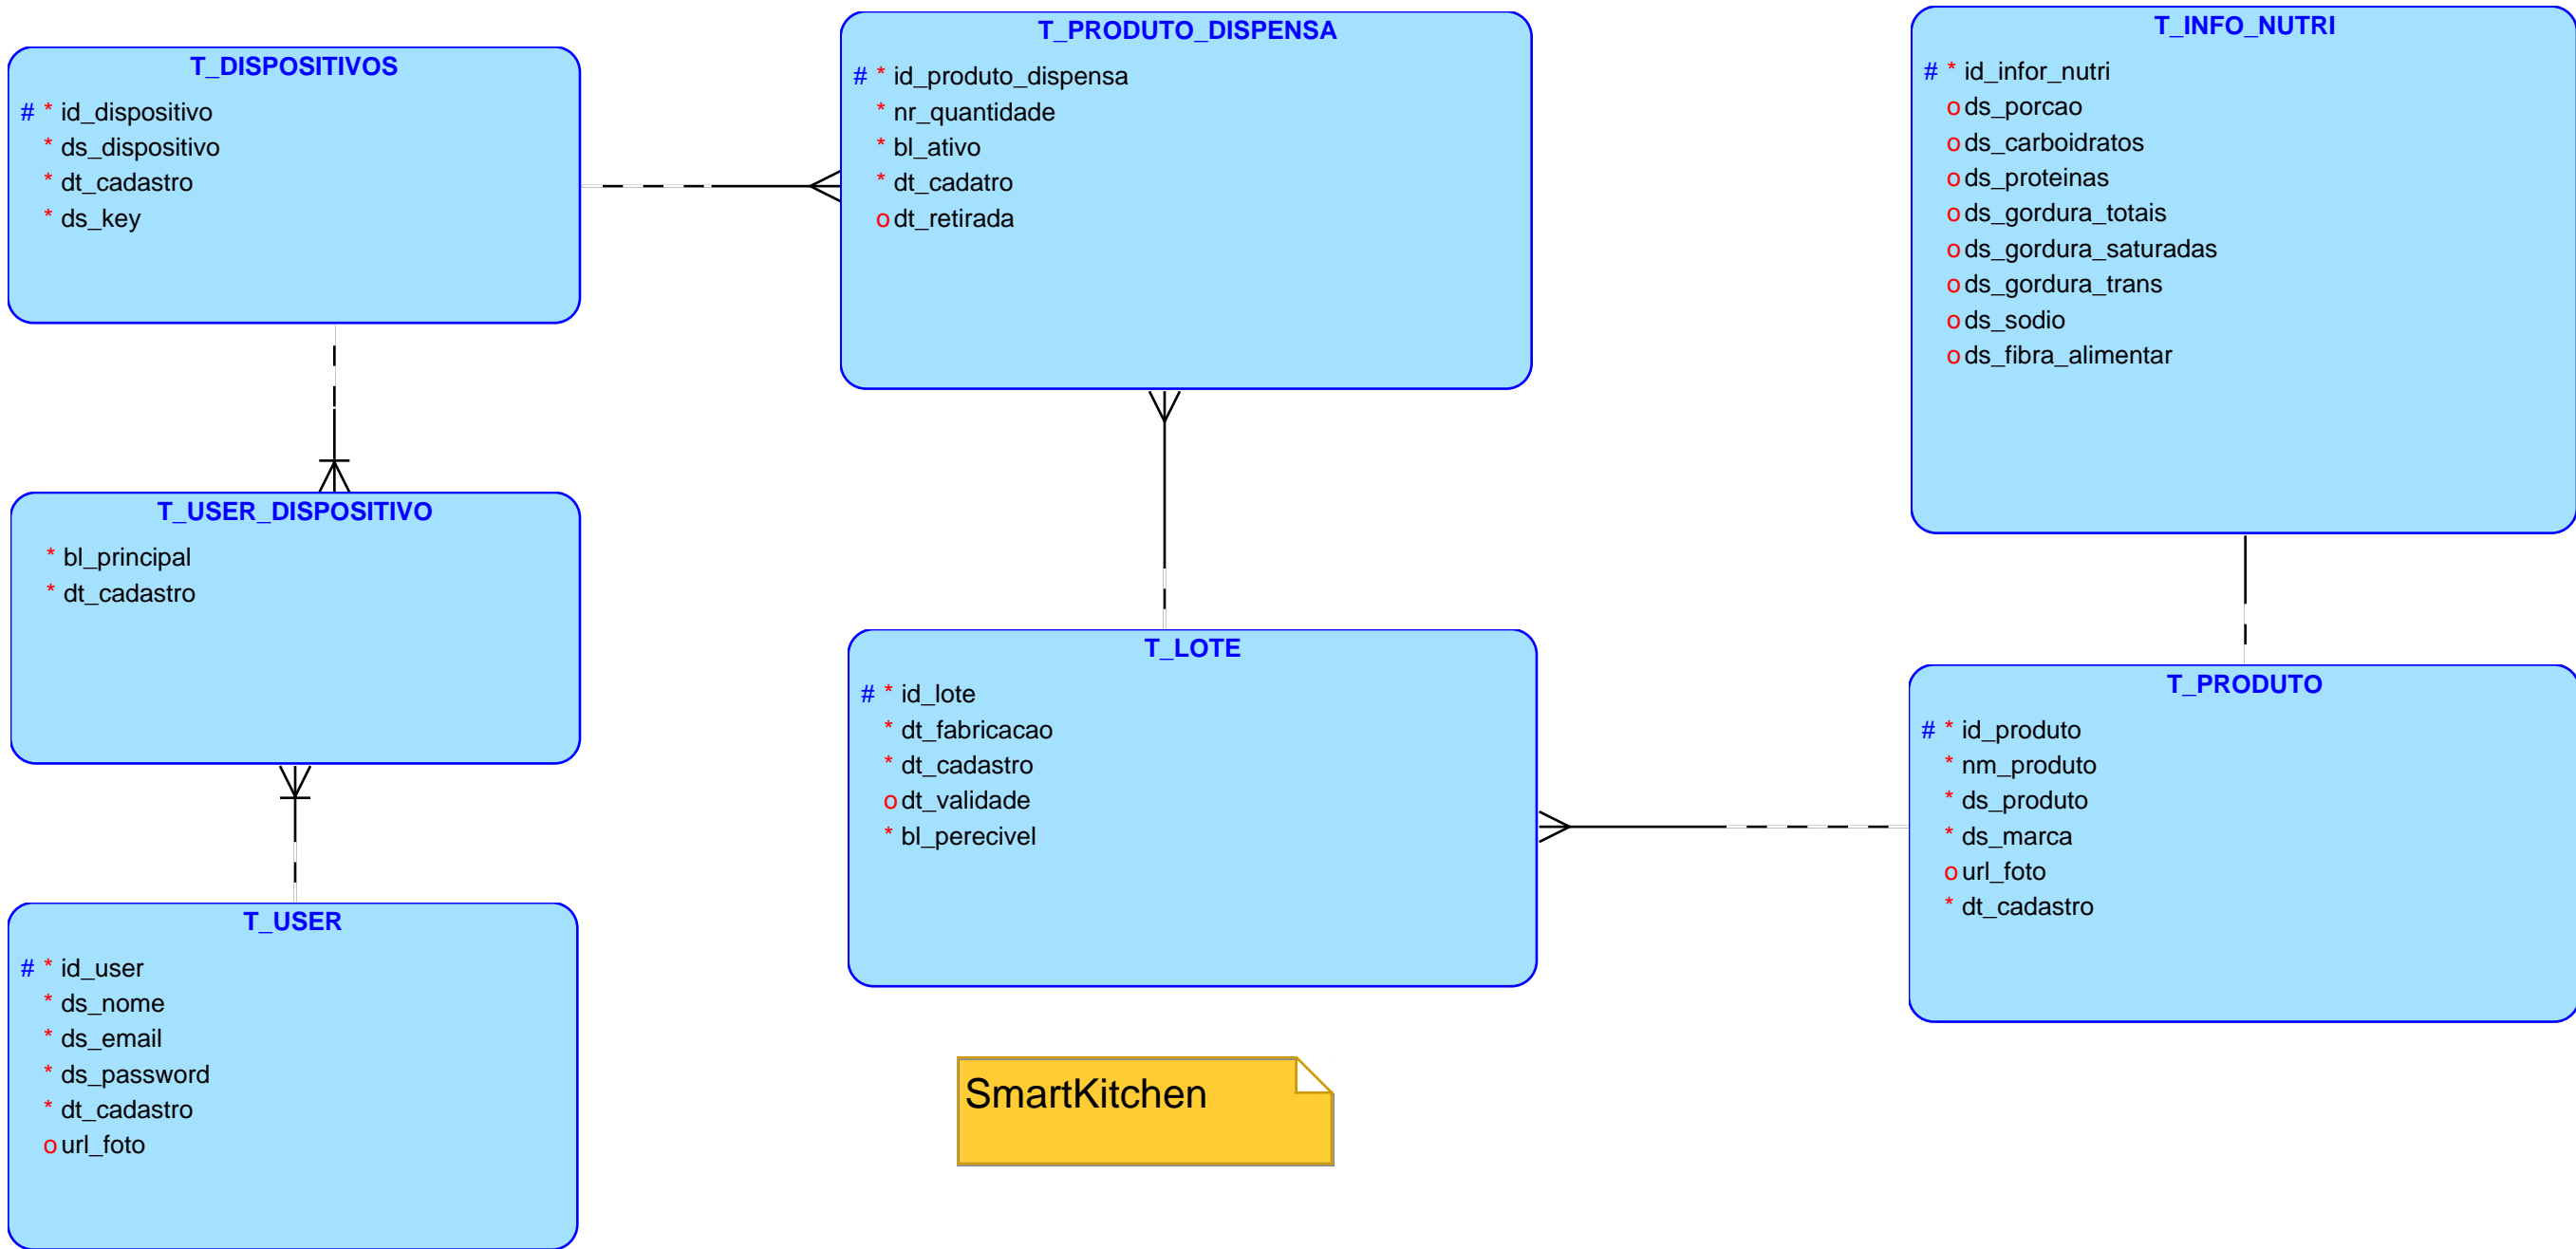 T_DISPOSITIVOS
# * id_dispositivo
* ds_dispositivo
* dt_cadastro
* ds_key
T_PRODUTO_DISPENSA
# * id_produto_dispensa
* nr_quantidade
* bl_ativo
* dt_cadatro
o dt_retirada
T_INFO_NUTRI
# * id_infor_nutri
o ds_porcao
o ds_carboidratos
o ds_proteinas
o ds_gordura_totais
o ds_gordura_saturadas
o ds_gordura_trans
o ds_sodio
o ds_fibra_alimentar
T_USER_DISPOSITIVO
* bl_principal
* dt_cadastro
T_LOTE
# * id_lote
* dt_fabricacao
* dt_cadastro
o dt_validade
* bl_perecivel
T_PRODUTO
# * id_produto
* nm_produto
* ds_produto
* ds_marca
o url_foto
* dt_cadastro
T_USER
# * id_user
* ds_nome
* ds_email
* ds_password
* dt_cadastro
o url_foto
SmartKitchen